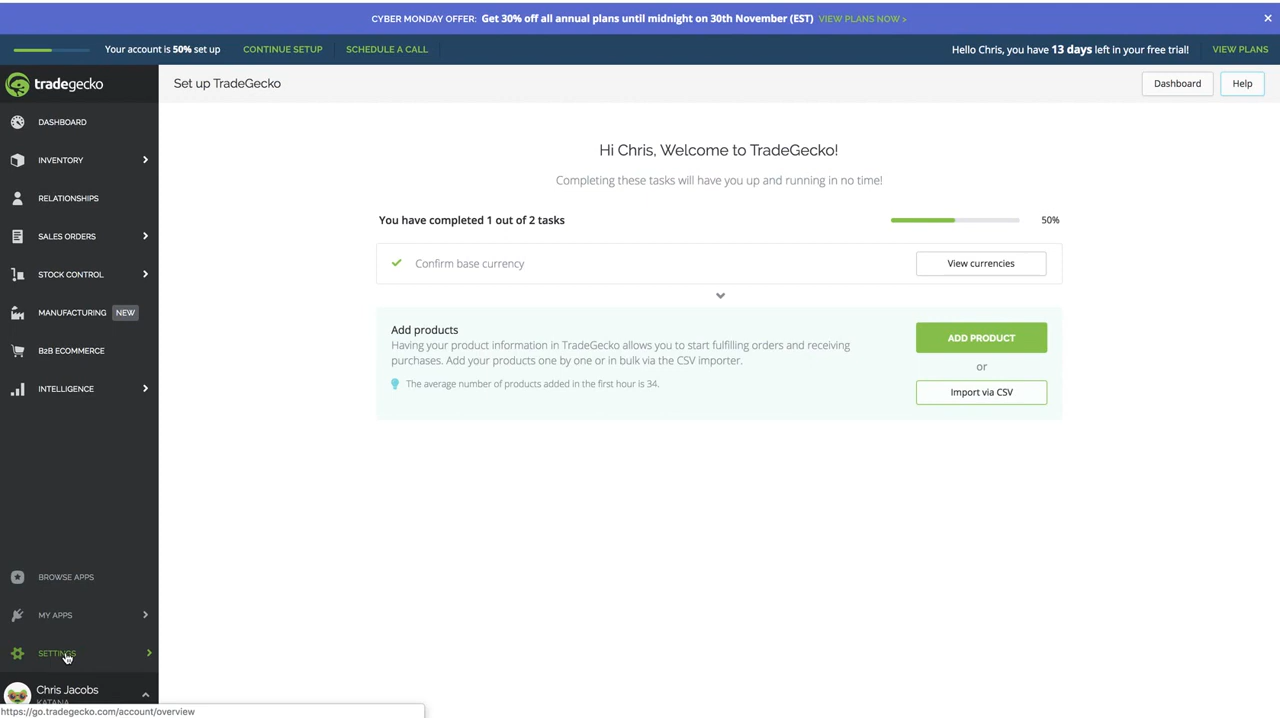 CYBER MONDAY OFFER: Get 30% off all annual plans until midnight on 30th November (EST) VIEW PLANS NOW >
Your account is 50% set up CONTINUE SETUP SCHEDULE A CALL Hello Chris, you have 13 days left in your free trial! VIEW PLANS
tradegecko
Set up TradeGecko
Dashboard
Help
DASHBOARD
INVENTORY
RELATIONSHIPS
SALES ORDERS
STOCK CONTROL
MANUFACTURING NEW
B2B ECOMMERCE
INTELLIGENCE
BROWSE APPS
MY APPS
SETTINGS
Chris Jacobs
KATANA
https://go.tradegecko.com/account/overview
Hi Chris, Welcome to TradeGecko!
Completing these tasks will have you up and running in no time!
You have completed 1 out of 2 tasks
50%
Confirm base currency
View currencies
Add products
Having your product information in TradeGecko allows you to start fulfilling orders and receiving
purchases. Add your products one by one or in bulk via the CSV importer.
The average number of products added in the first hour is 34.
ADD PRODUCT
or
Import via CSV